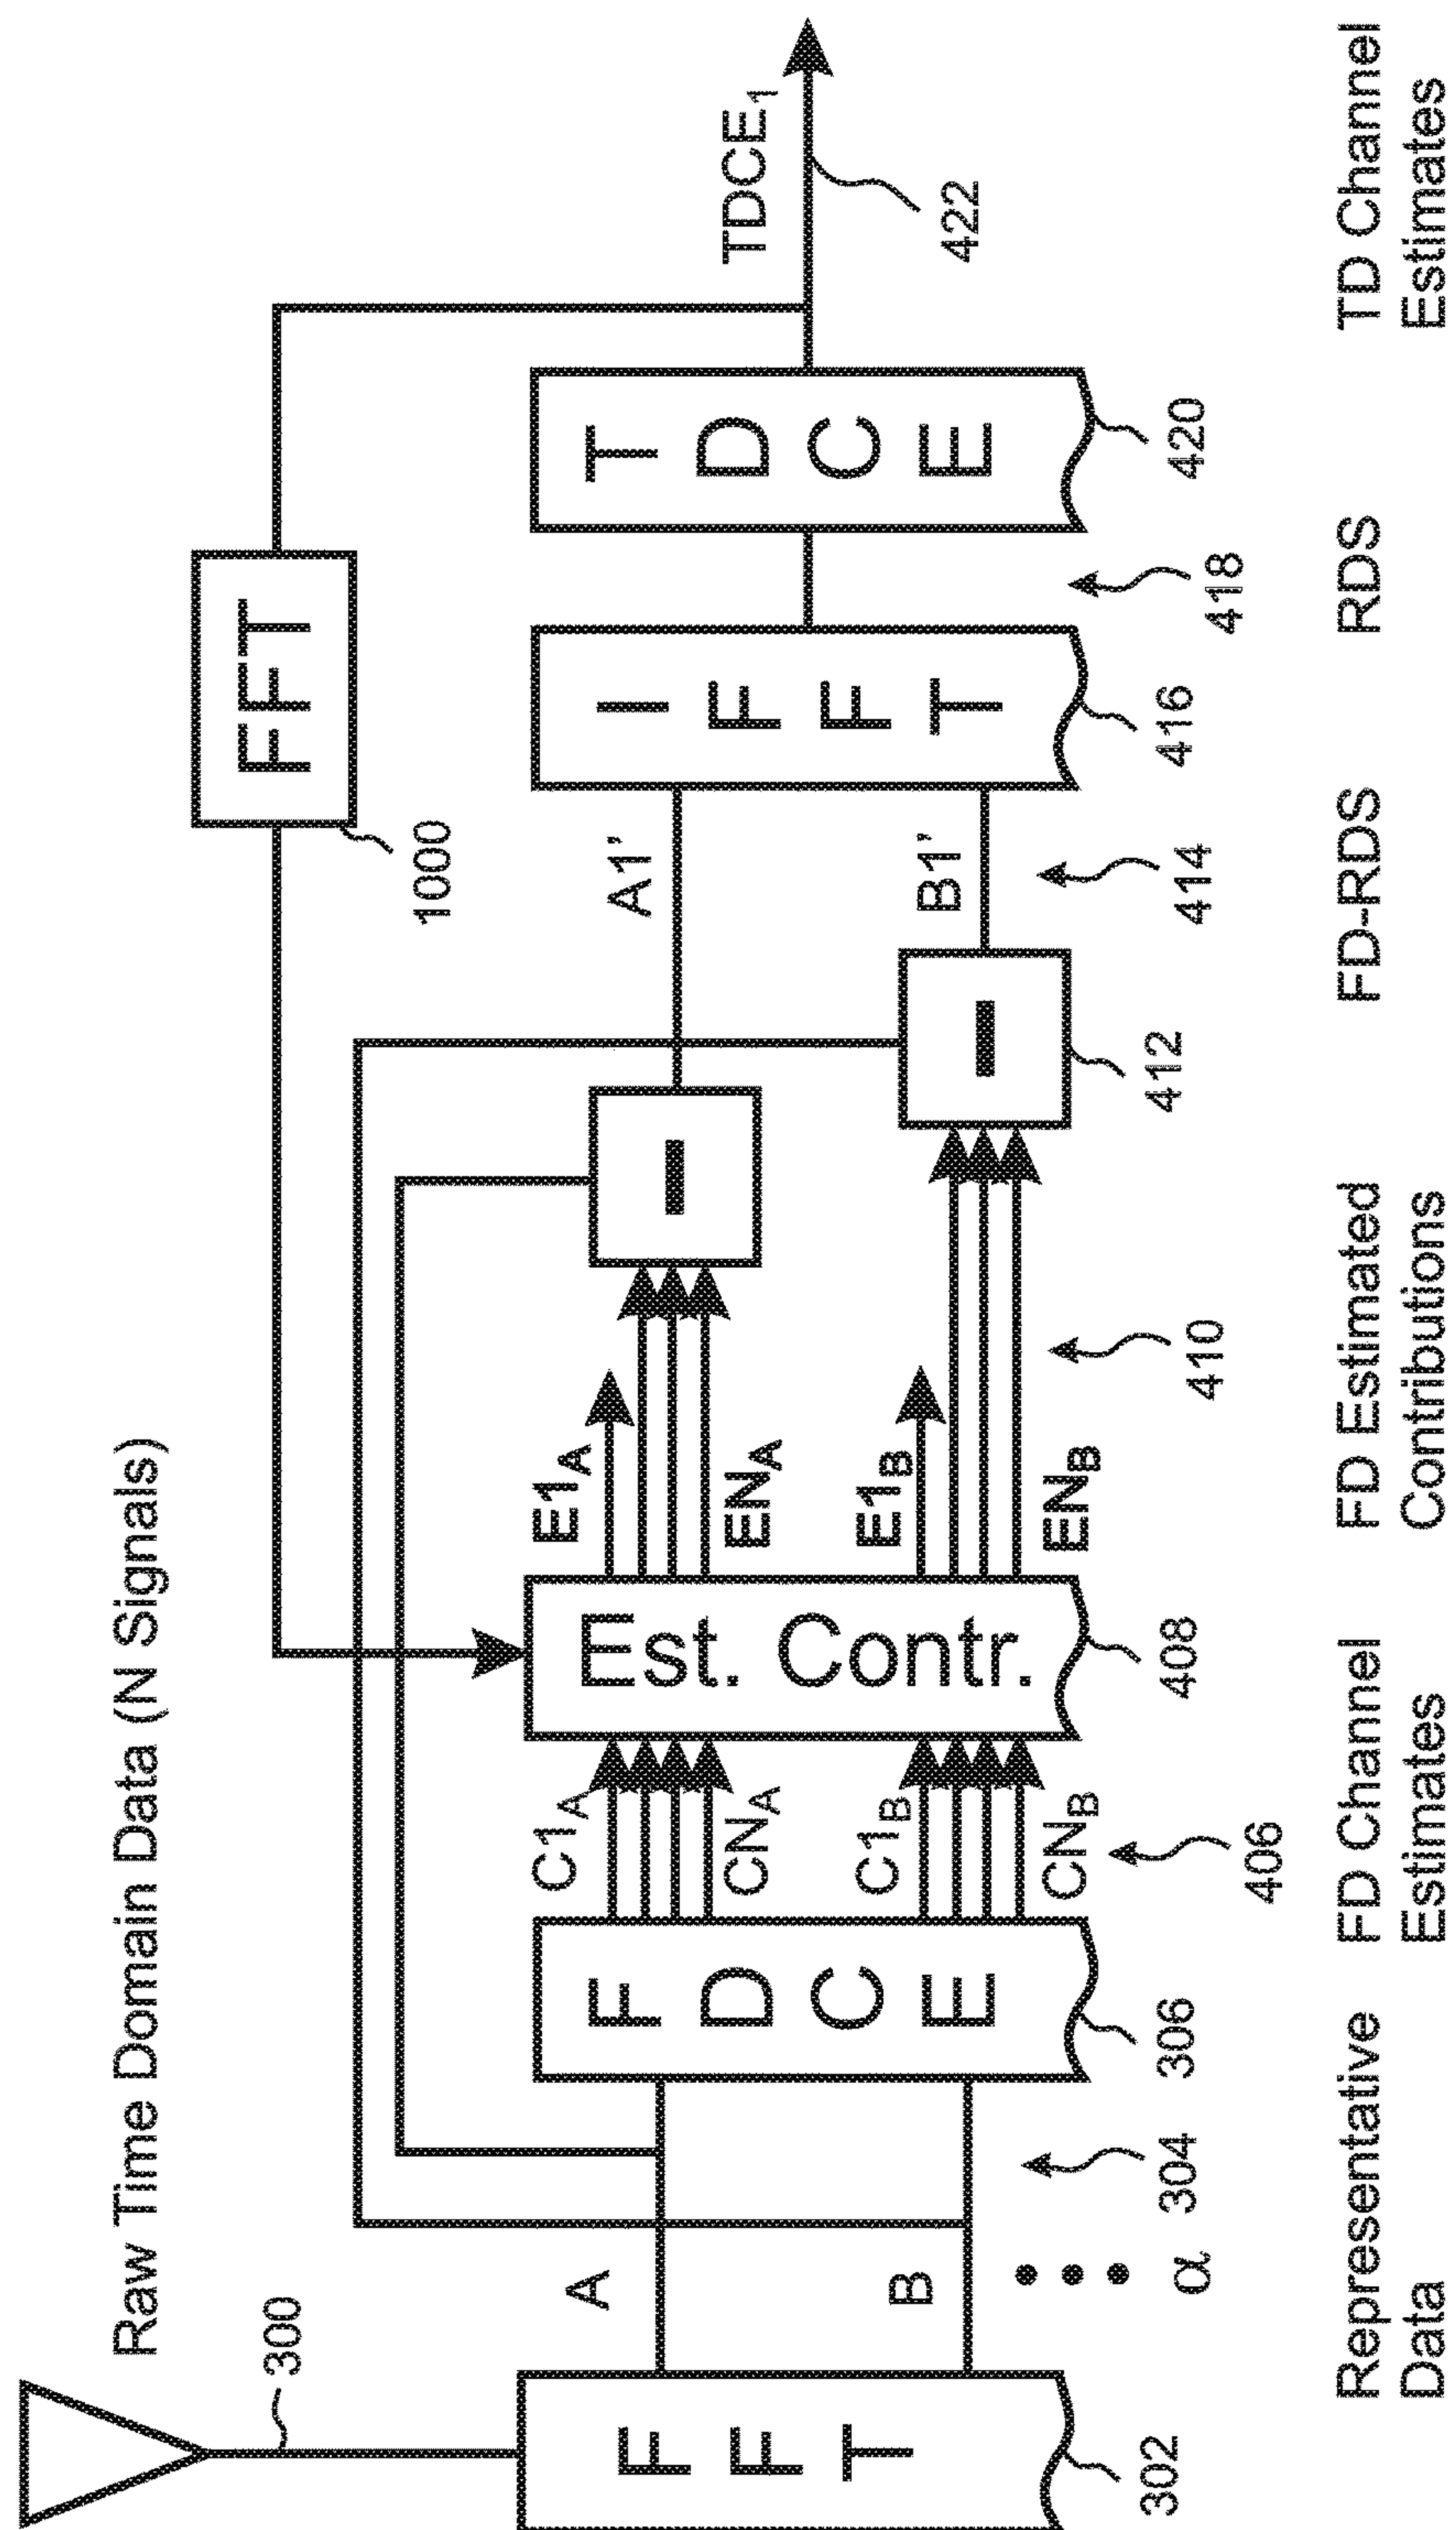 Raw Time Domain Data (N Signals)
300
FFT
302
A
B
α
304
FDCE
306
C1A
CNA
C1B
CNB
406
Est. Contr.
408
E1A
ENA
E1B
ENB
410
412
A1'
B1'
414
FFT
1000
IFFT
416
418
TDCE
420
TDCE1
422
Representative
Data
FD Channel
Estimates
FD Estimated
Contributions
FD-RDS
RDS
TD Channel
Estimates